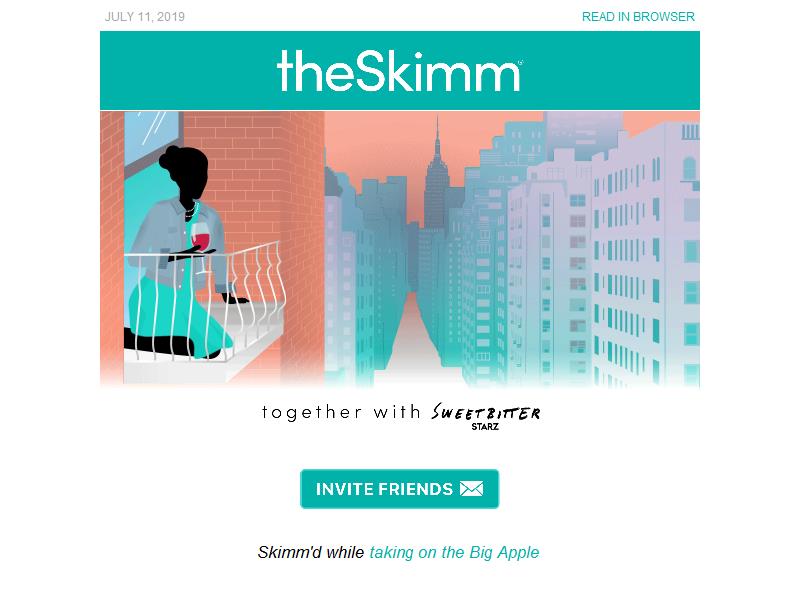 JULY 11, 2019
READ IN BROWSER
theSkimm
together with SWEETBITTER
STARZ
INVITE FRIENDS
Skimm'd while taking on the Big Apple